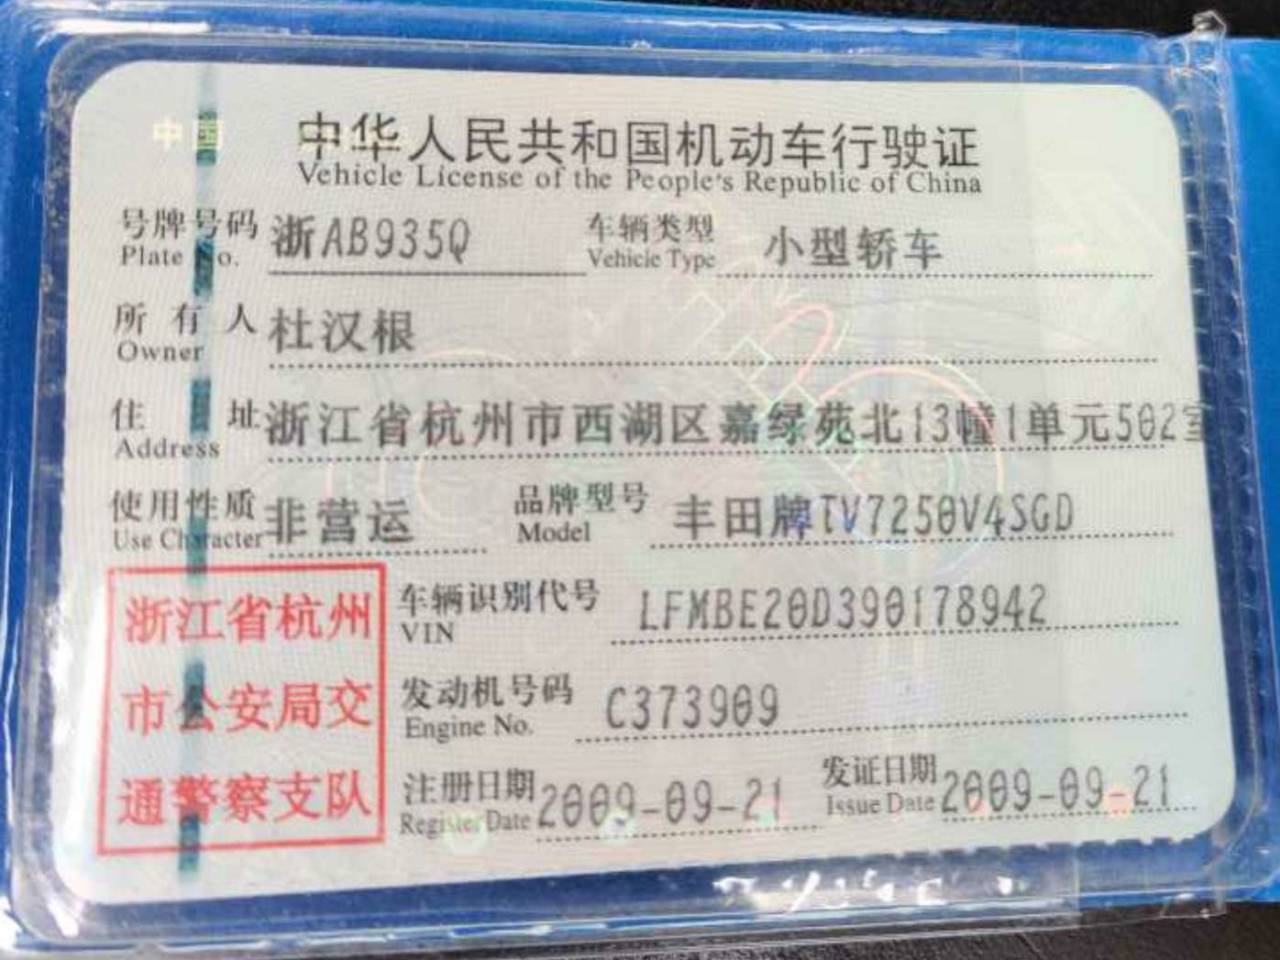 中国
中华人民共和国机动车行驶证
Vehicle License of the People's Republic of China
号牌号码 浙AB935Q 车辆类型 小型轿车
Plate No. Vehicle Type
所有人 杜汉根
Owner
住址 浙江省杭州市西湖区嘉绿苑北13幢1单元502室
Address
使用性质 非营运 品牌型号 丰田牌TV7250V4SGD
Use Character Model
浙江省杭州
市公安局交
通警察支队
车辆识别代号 LFMBE20D390178942
VIN
发动机号码 C373909
Engine No.
注册日期 2009-09-21 发证日期 2009-09-21
Register Date Issue Date